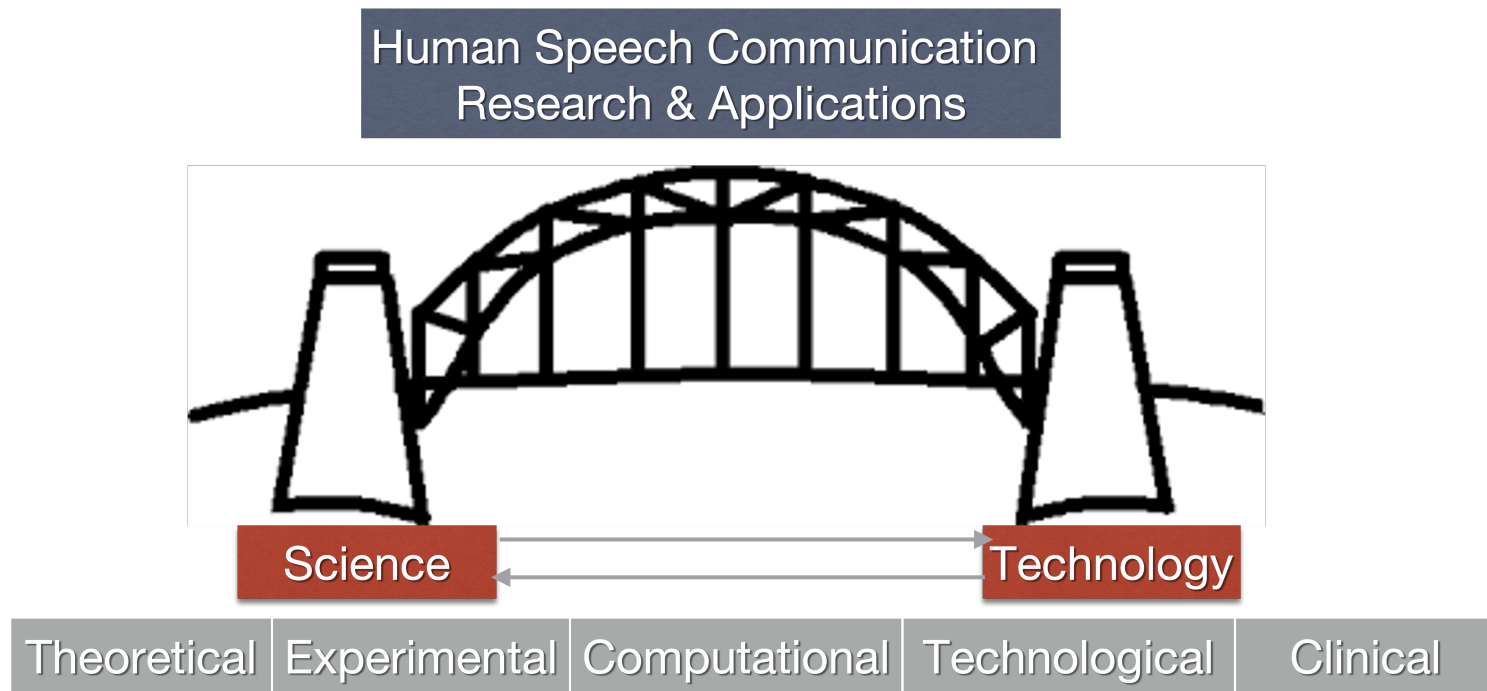 Human Speech Communication
Research & Applications
Science
Technology
Theoretical
Experimental
Computational
Technological
Clinical